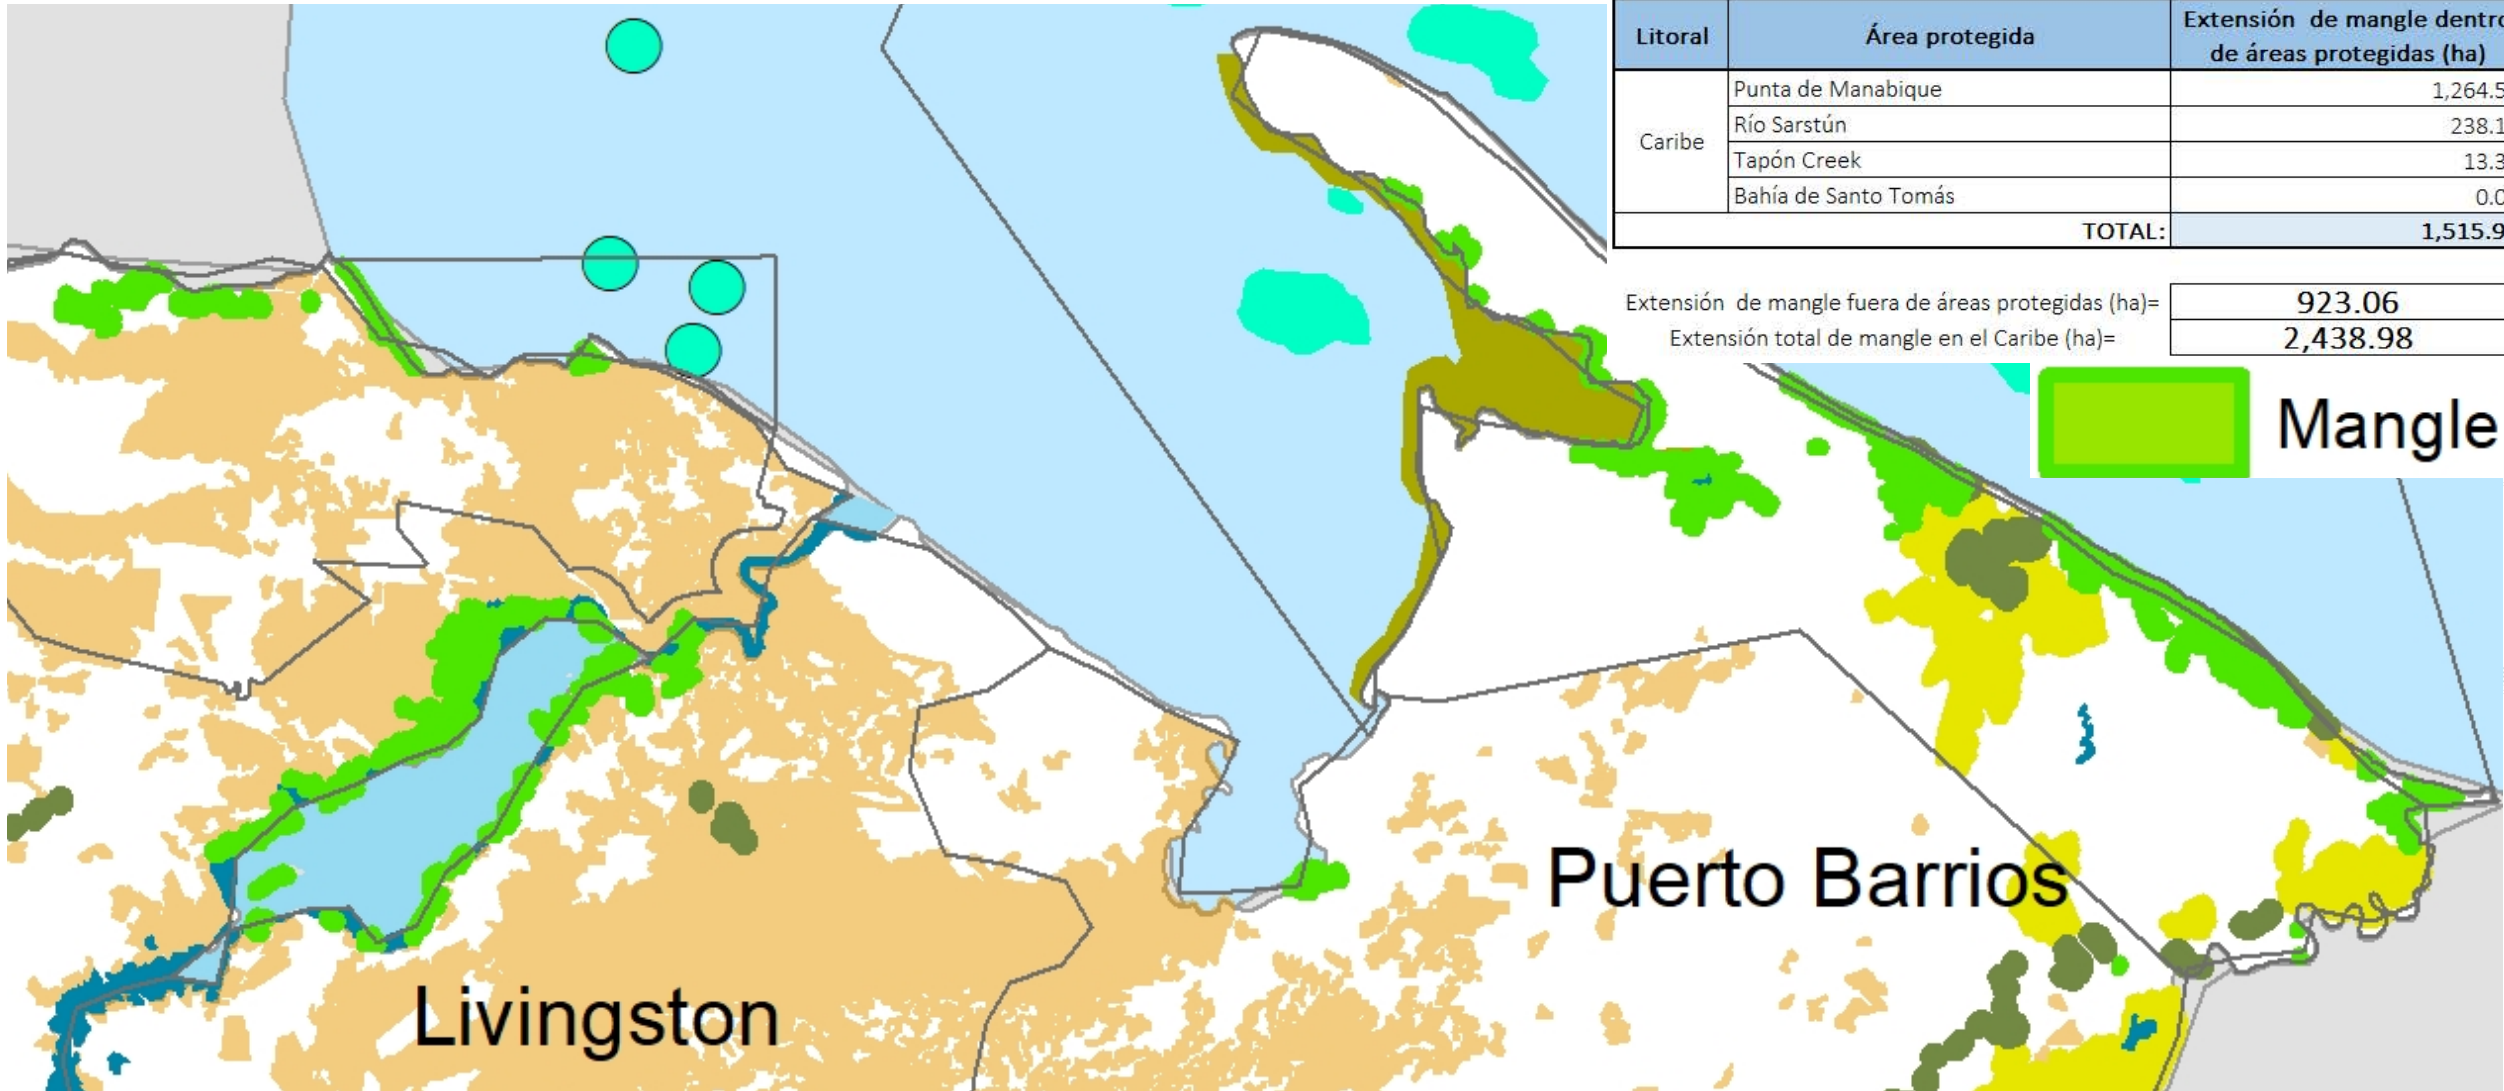 Litoral Área protegida Extensión de mangle dentro de áreas protegidas (ha)
Caribe
Punta de Manabique 1,264.5
Río Sarstún 238.1
Tapón Creek 13.3
Bahía de Santo Tomás 0.0
TOTAL: 1,515.9
Extensión de mangle fuera de áreas protegidas (ha)= 923.06
Extensión total de mangle en el Caribe (ha)= 2,438.98
Mangle
Puerto Barrios
Livingston